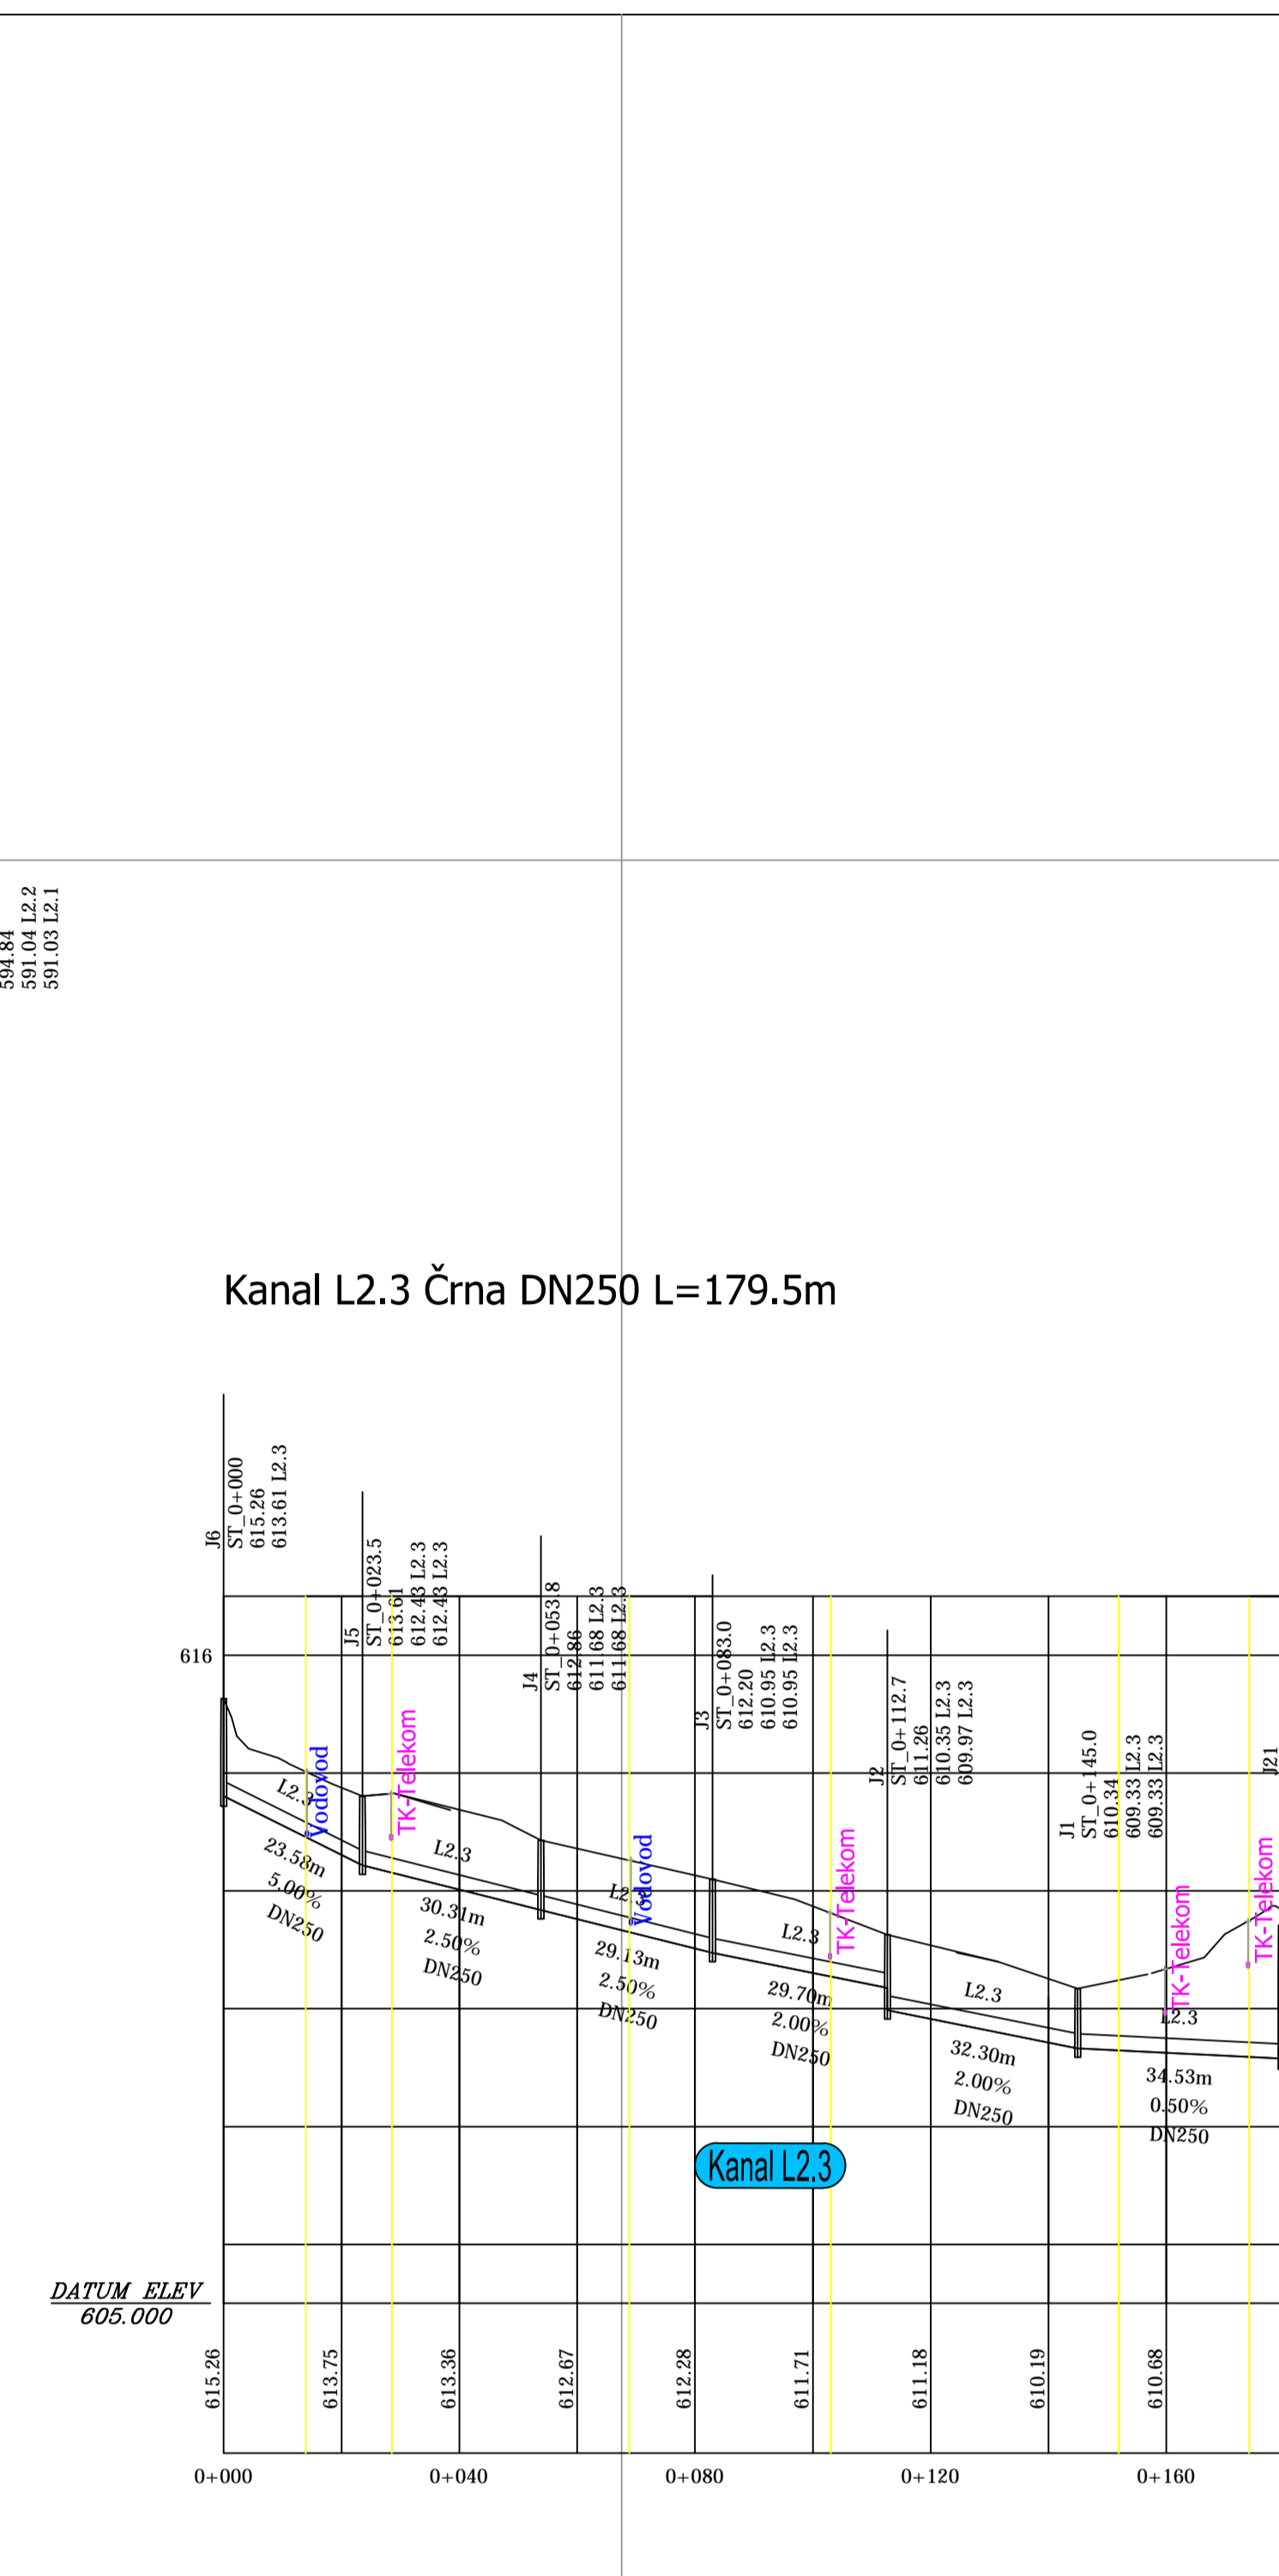 594.84
591.04 L2.2
591.03 L2.1
Kanal L2.3 Črna DN250 L=179.5m
J6
ST_0+000
615.26
613.61 L2.3
J5
ST_0+023.5
613.61
612.43 L2.3
612.43 L2.3
J4
ST_0+053.8
612.86
611.68 L2.3
611.68 L2.3
J3
ST_0+083.0
612.20
610.95 L2.3
610.95 L2.3
J2
ST_0+112.7
611.26
610.35 L2.3
609.97 L2.3
J1
ST_0+145.0
610.34
609.33 L2.3
609.33 L2.3
J21
616
L2.3
Vodovod
TK-Telekom
L2.3
L2.3
Vodovod
L2.3
TK-Telekom
L2.3
TK-Telekom
L2.3
TK-Telekom
23.58m
5.00%
DN250
30.31m
2.50%
DN250
29.13m
2.50%
DN250
29.70m
2.00%
DN250
32.30m
2.00%
DN250
34.53m
0.50%
DN250
Kanal L2.3
DATUM ELEV
605.000
615.26
613.75
613.36
612.67
612.28
611.71
611.18
610.19
610.68
0+000
0+040
0+080
0+120
0+160